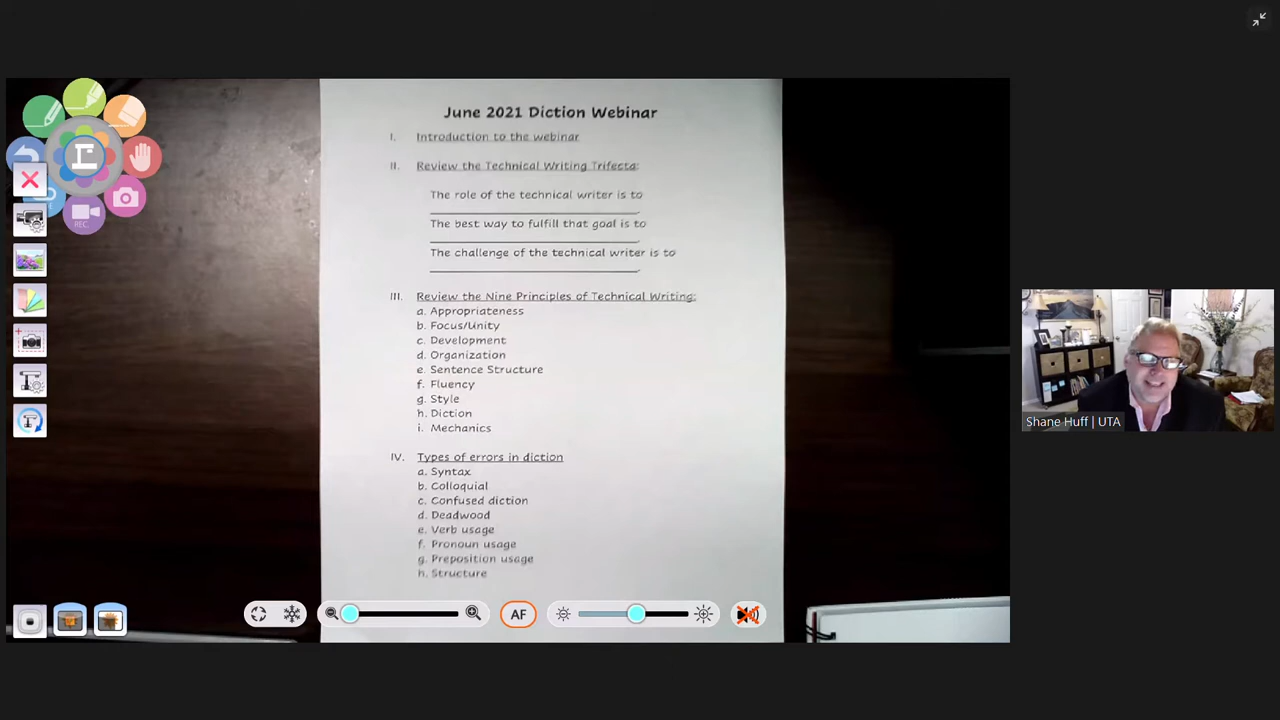 June 2021 Diction Webinar
I. Introduction to the webinar
II. Review the Technical Writing Trifecta:
The role of the technical writer is to
____________________.
The best way to fulfill that goal is to
____________________.
The challenge of the technical writer is to
____________________.
III. Review the Nine Principles of Technical Writing:
a. Appropriateness
b. Focus/Unity
c. Development
d. Organization
e. Sentence Structure
f. Fluency
g. Style
h. Diction
i. Mechanics
IV. Types of errors in diction
a. Syntax
b. Colloquial
c. Confused diction
d. Deadwood
e. Verb usage
f. Pronoun usage
g. Preposition usage
h. Structure
REC.
AF
Shane Huff | UTA